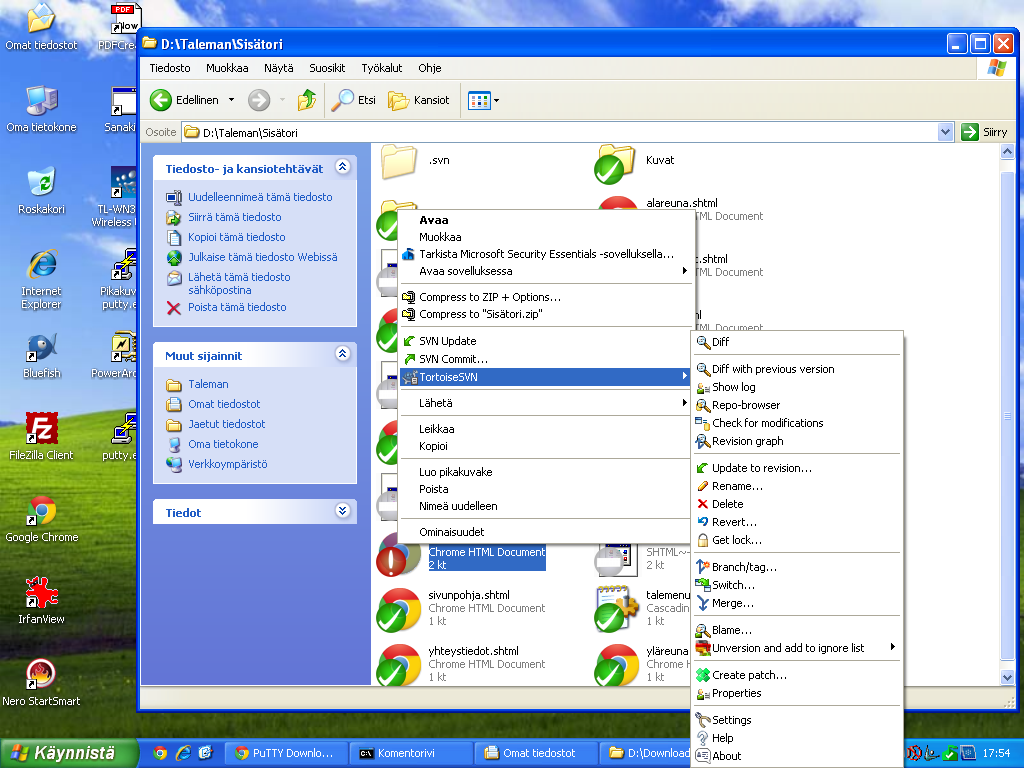 Omat tiedostot
PDF
Now
PDFCrea
Oma tietokone
Sanaki
Roskakori
TL-WN3
Wireless
Internet
Explorer
Pikakuv
putty.e
Bluefish
PowerArc
FileZilla Client
putty.e
Google Chrome
IrfanView
Nero StartSmart
D:\Taleman\Sisätori
Tiedosto Muokkaa Näytä Suosikit Työkalut Ohje
Edellinen Etsi Kansiot
Osoite D:\Taleman\Sisätori Siirry
Tiedosto- ja kansiotehtävät
Uudelleennimeä tämä tiedosto
Siirrä tämä tiedosto
Kopioi tämä tiedosto
Julkaise tämä tiedosto Webissä
Lähetä tämä tiedosto
sähköpostina
Poista tämä tiedosto
Muut sijainnit
Taleman
Omat tiedostot
Jaetut tiedostot
Oma tietokone
Verkkoympäristö
Tiedot
.svn
Kuvat
alareuna.shtml
ML Document
t.shtml
ML Document
ml
ML Document
Avaa
Muokkaa
Tarkista Microsoft Security Essentials -sovelluksella...
Avaa sovelluksessa
Compress to ZIP + Options...
Compress to "Sisätori.zip"
SVN Update
SVN Commit...
TortoiseSVN
Lähetä
Leikkaa
Kopioi
Luo pikakuvake
Poista
Nimeä uudelleen
Ominaisuudet
Chrome HTML Document
2 kt
SHTML~
2 kt
sivunpohja.shtml
Chrome HTML Document
1 kt
talemenu
Cascadin
1 kt
yhteystiedot.shtml
Chrome HTML Document
1 kt
yläreuna
Chrome H
1 kt
Diff
Diff with previous version
Show log
Repo-browser
Check for modifications
Revision graph
Update to revision...
Rename...
Delete
Revert...
Get lock...
Branch/tag...
Switch...
Merge...
Blame...
Unversion and add to ignore list
Create patch...
Properties
Settings
Help
About
Käynnistä PuTTY Downlo... Komentorivi Omat tiedostot D:\Download 17:54